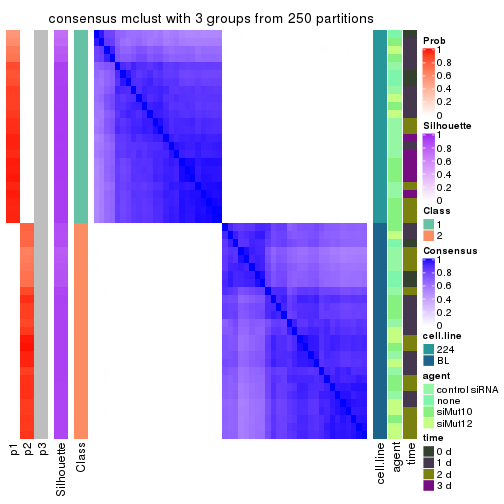 consensus mclust with 3 groups from 250 partitions
Prob
1
0.8
0.6
0.4
0.2
0
Silhouette
1
0.8
0.6
0.4
0.2
0
Class
1
2
Consensus
1
0.8
0.6
0.4
0.2
0
cell.line
224
BL
agent
control siRNA
none
siMut10
siMut12
time
0 d
1 d
2 d
3 d
p1
p2
p3
Silhouette
Class
cell.line
agent
time